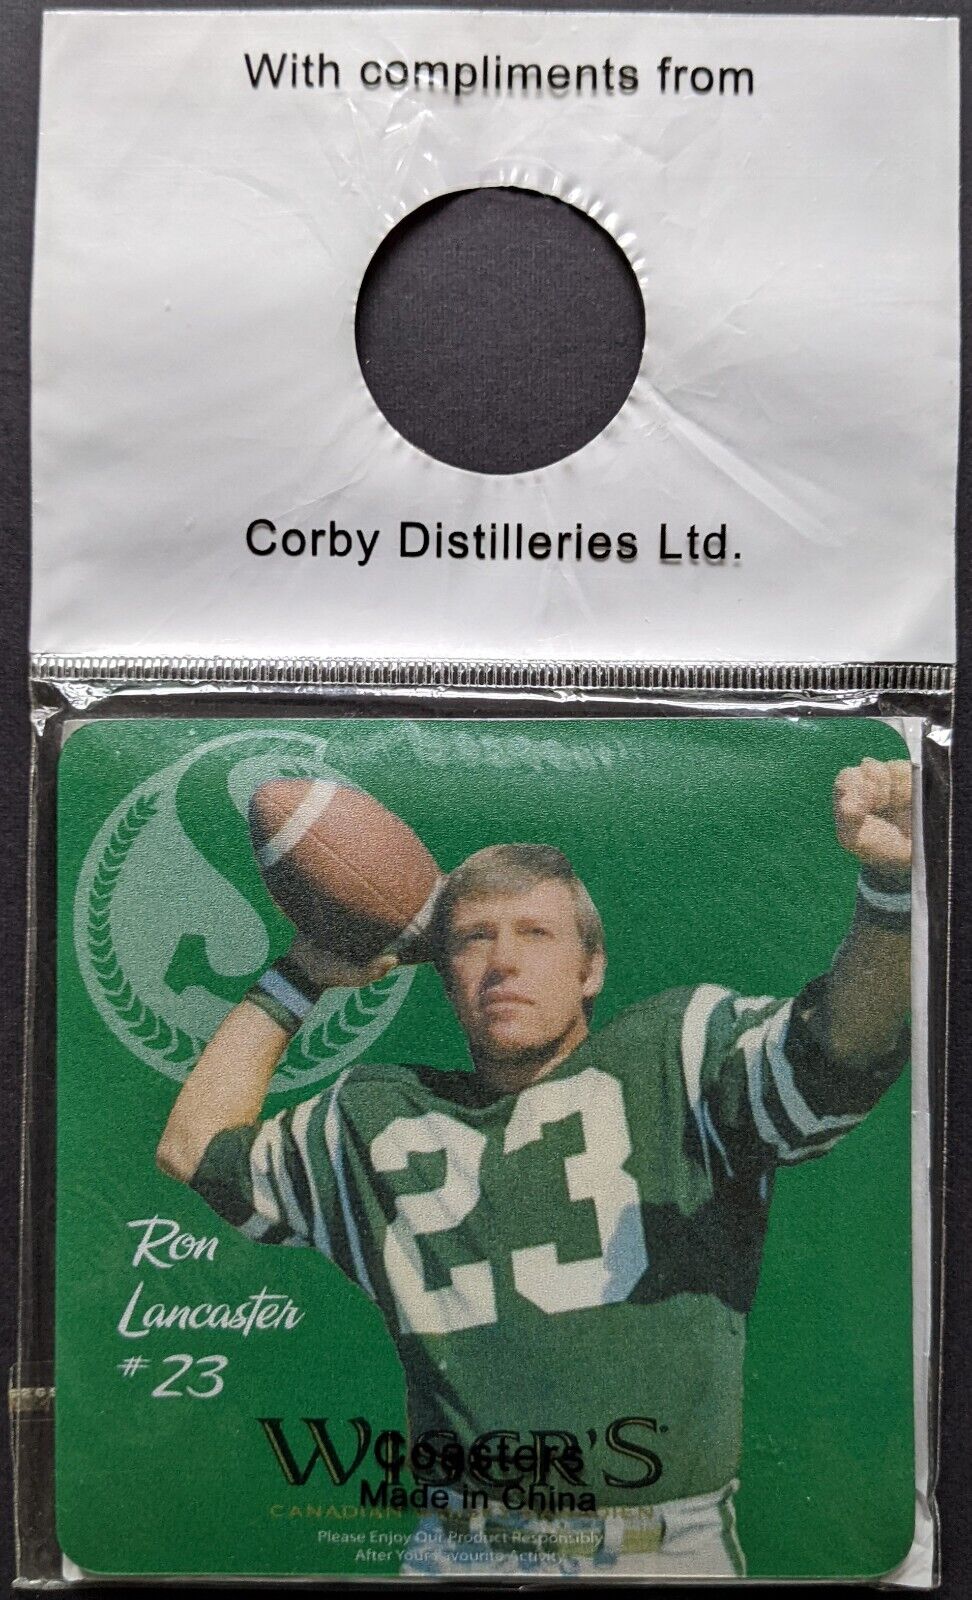 With compliments from
Corby Distilleries Ltd.
23
Ron
Lancaster
#23
WISER'S
Coasters
Made in China
CANADIAN
Please Enjoy Our Product Responsibly
After Your Favourite Activity